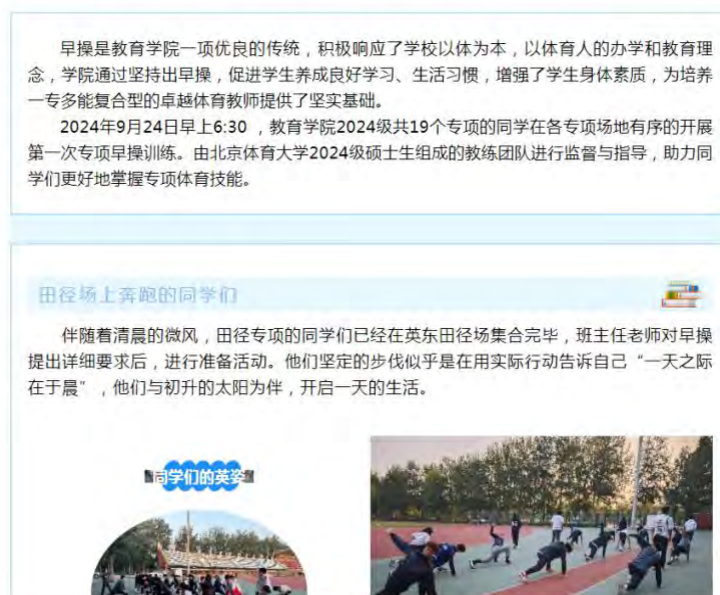 早操是教育学院一项优良的传统，积极响应了学校以体为本，以体育人的办学和教育理
念，学院通过坚持出早操，促进学生养成良好学习、生活习惯，增强了学生身体素质，为培养
一专多能复合型的卓越体育教师提供了坚实基础。
2024年9月24日早上6:30 ，教育学院2024级共19个专项的同学在各专项场地有序的开展
第一次专项早操训练。由北京体育大学2024级硕士生组成的教练团队进行监督与指导，助力同
学们更好地掌握专项体育技能。
田径场上奔跑的同学们
伴随着清晨的微风，田径专项的同学们已经在英东田径场集合完毕，班主任老师对早操
提出详细要求后，进行准备活动。他们坚定的步伐似乎是在用实际行动告诉自己“一天之际
在于晨”，他们与初升的太阳为伴，开启一天的生活。
同学们的英姿